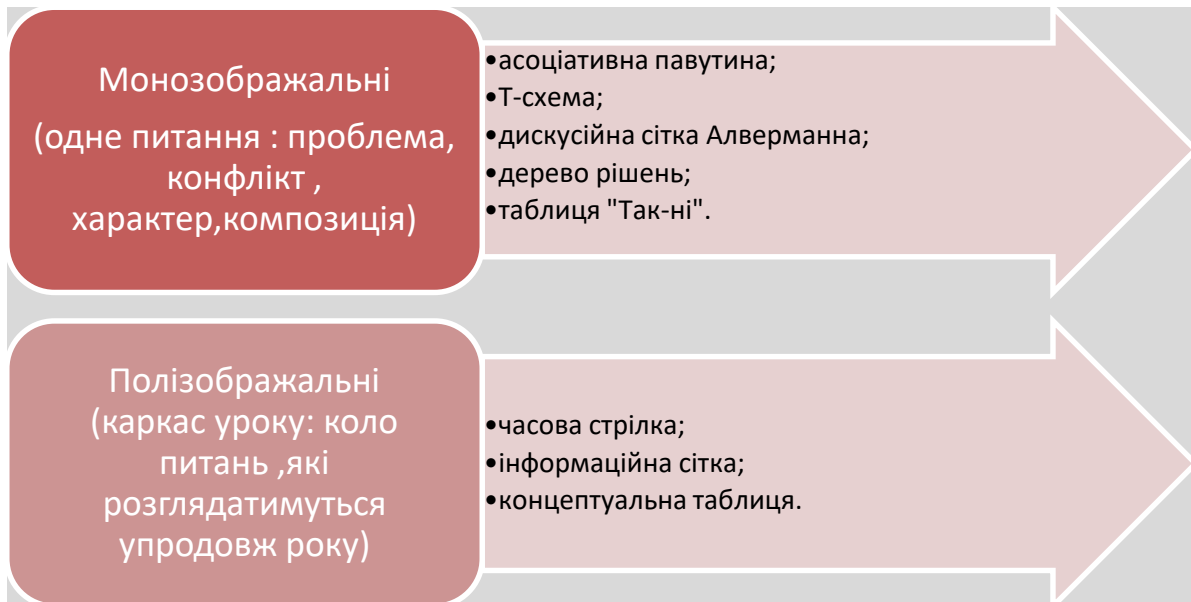 Монозображальні
(одне питання : проблема,
конфлікт ,
характер,композиція)
•асоціативна павутина;
•Т-схема;
•дискусійна сітка Алверманна;
•дерево рішень;
•таблиця "Так-ні".
Полізображальні
(каркас уроку: коло
питань ,які
розглядатимуться
упродовж року)
•часова стрілка;
•інформаційна сітка;
•концептуальна таблиця.